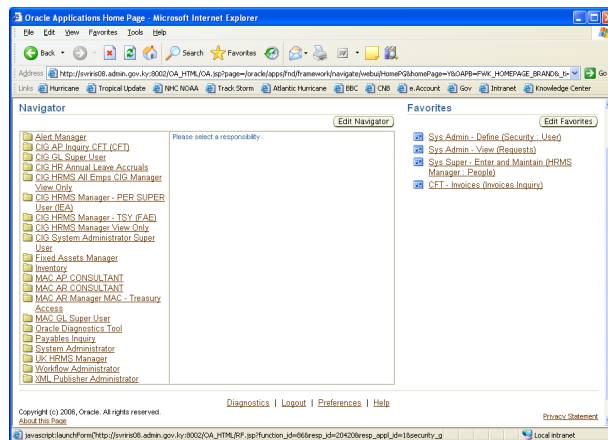 Oracle Applications Home Page - Microsoft Internet Explorer
File Edit View Favorites Tools Help
Back Search Favorites
Address http://svriris08.admin.gov.ky:8002/OA_HTML/OA.jsp?page=/oracle/apps/fnd/framework/navigate/webui/HomePG&homePage=Y&OAPB=FWK_HOMEPAGE_BRAND&_ti= Go
Links Hurricane Tropical Update NHC NOAA Track Storm Atlantic Hurricane BBC CNB e.Account Gov Intranet Knowledge Center
Navigator
Edit Navigator
Alert Manager
CIG AP Inquiry CFT (CFT)
CIG GL Super User
CIG HR Annual Leave Accruals
CIG HRMS All Emps CIG Manager
View Only
CIG HRMS Manager - PER SUPER
User (IEA)
CIG HRMS Manager - TSY (FAE)
CIG HRMS Manager View Only
CIG System Administrator Super
User
Fixed Assets Manager
Inventory
MAC AP CONSULTANT
MAC AR CONSULTANT
MAC AR Manager MAC - Treasury
Access
MAC GL Super User
Oracle Diagnostics Tool
Payables Inquiry
System Administrator
UK HRMS Manager
Workflow Administrator
XML Publisher Administrator
Please select a responsibility.
Favorites
Edit Favorites
Sys Admin - Define (Security : User)
Sys Admin - View (Requests)
Sys Super - Enter and Maintain (HRMS
Manager : People)
CFT - Invoices (Invoices Inquiry)
Diagnostics | Logout | Preferences | Help
Copyright (c) 2006, Oracle. All rights reserved.
About this Page
Privacy Statement
javascript:launchForm('http://svriris08.admin.gov.ky:8002/OA_HTML/RF.jsp?function_id=86&resp_id=20420&resp_appl_id=1&security_g
Local intranet